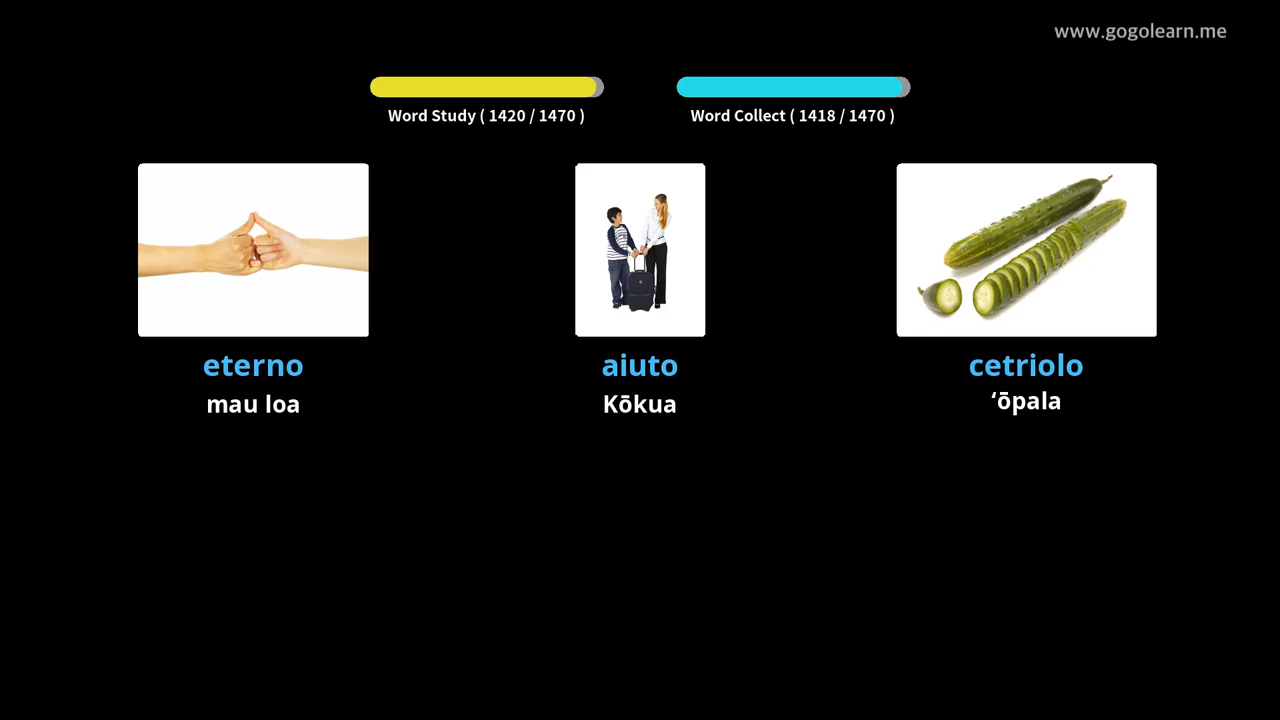 www.gogolearn.me
Word Study ( 1420 / 1470 )
Word Collect ( 1418 / 1470 )
eterno
mau loa
aiuto
Kōkua
cetriolo
ʻōpala